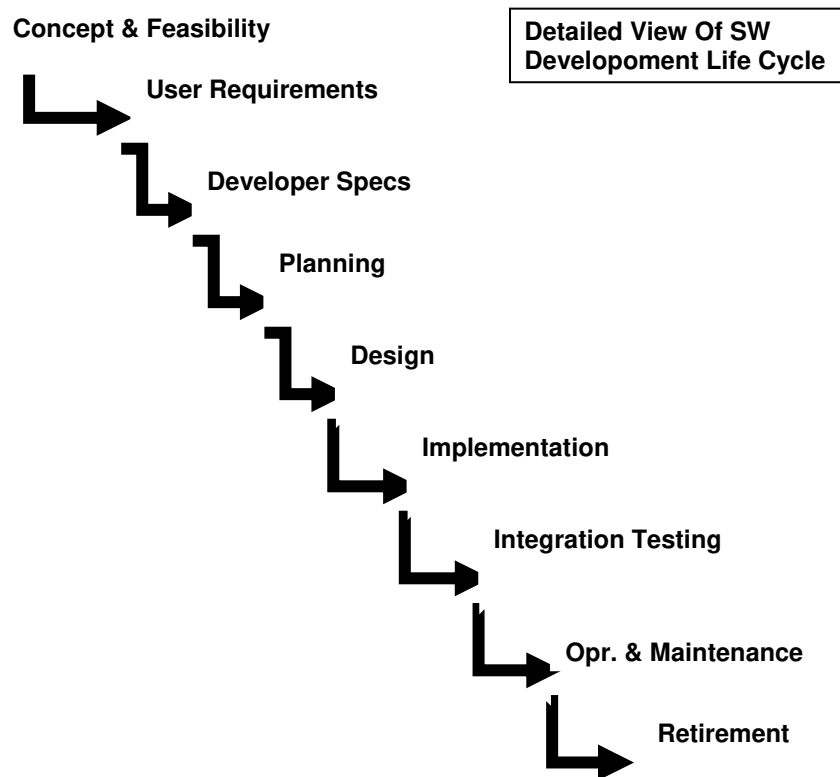 Concept & Feasibility
Detailed View Of SW
Developoment Life Cycle
User Requirements
Developer Specs
Planning
Design
Implementation
Integration Testing
Opr. & Maintenance
Retirement